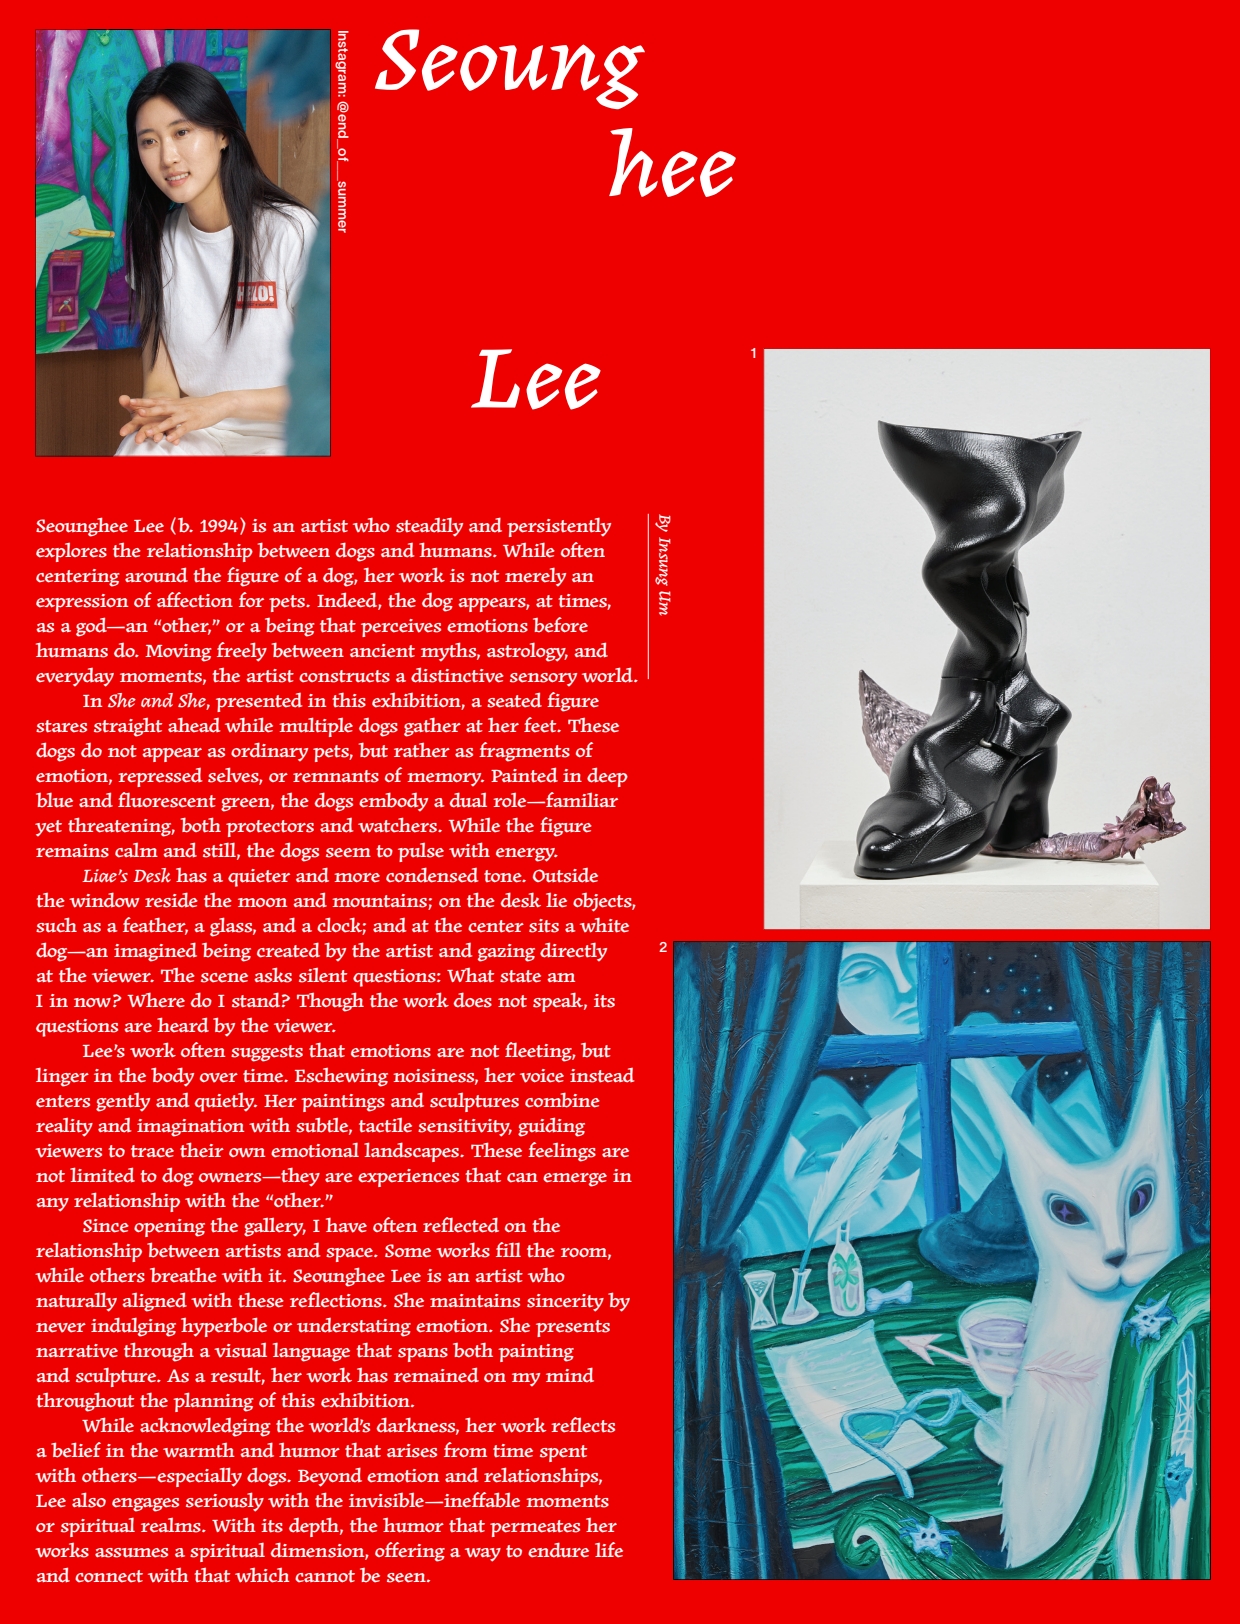 Instagram: @end_of__summer
Seoung
hee
Lee
HELLO!
By Insung Um
Seounghee Lee (b. 1994) is an artist who steadily and persistently
explores the relationship between dogs and humans. While often
centering around the figure of a dog, her work is not merely an
expression of affection for pets. Indeed, the dog appears, at times,
as a god—an “other,” or a being that perceives emotions before
humans do. Moving freely between ancient myths, astrology, and
everyday moments, the artist constructs a distinctive sensory world.
In She and She, presented in this exhibition, a seated figure
stares straight ahead while multiple dogs gather at her feet. These
dogs do not appear as ordinary pets, but rather as fragments of
emotion, repressed selves, or remnants of memory. Painted in deep
blue and fluorescent green, the dogs embody a dual role—familiar
yet threatening, both protectors and watchers. While the figure
remains calm and still, the dogs seem to pulse with energy.
Liae’s Desk has a quieter and more condensed tone. Outside
the window reside the moon and mountains; on the desk lie objects,
such as a feather, a glass, and a clock; and at the center sits a white
dog—an imagined being created by the artist and gazing directly
at the viewer. The scene asks silent questions: What state am
I in now? Where do I stand? Though the work does not speak, its
questions are heard by the viewer.
Lee’s work often suggests that emotions are not fleeting, but
linger in the body over time. Eschewing noisiness, her voice instead
enters gently and quietly. Her paintings and sculptures combine
reality and imagination with subtle, tactile sensitivity, guiding
viewers to trace their own emotional landscapes. These feelings are
not limited to dog owners—they are experiences that can emerge in
any relationship with the “other.”
Since opening the gallery, I have often reflected on the
relationship between artists and space. Some works fill the room,
while others breathe with it. Seounghee Lee is an artist who
naturally aligned with these reflections. She maintains sincerity by
never indulging hyperbole or understating emotion. She presents
narrative through a visual language that spans both painting
and sculpture. As a result, her work has remained on my mind
throughout the planning of this exhibition.
While acknowledging the world’s darkness, her work reflects
a belief in the warmth and humor that arises from time spent
with others—especially dogs. Beyond emotion and relationships,
Lee also engages seriously with the invisible—ineffable moments
or spiritual realms. With its depth, the humor that permeates her
works assumes a spiritual dimension, offering a way to endure life
and connect with that which cannot be seen.
1
2